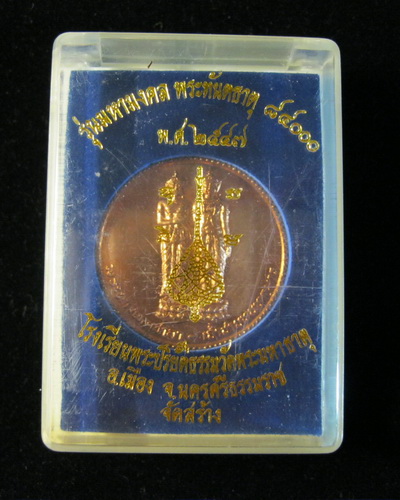 รุ่นมหามงคล พระทันตธาตุ ๘๔๐๐๐
พ.ศ.๒๕๔๗
โรงเรียนพระปริยัติธรรมวัดพระมหาธาตุ
อ.เมือง จ.นครศรีธรรมราช
จัดสร้าง